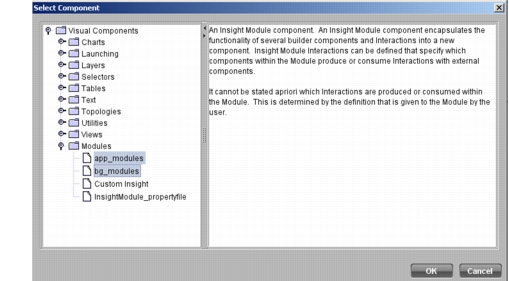 Select Component
Visual Components
Charts
Launching
Layers
Selectors
Tables
Text
Topologies
Utilities
Views
Modules
app_modules
bg_modules
Custom Insight
InsightModule_propertyfile
An Insight Module component. An Insight Module component encapsulates the
functionality of several builder components and Interactions into a new
component. Insight Module Interactions can be defined that specify which
components within the Module produce or consume Interactions with external
components.
It cannot be stated apriori which Interactions are produced or consumed within
the Module. This is determined by the definition that is given to the Module by the
user.
OK
Cancel